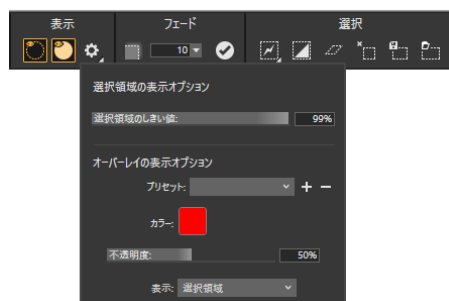 表示 フェード 選択
10
選択領域の表示オプション
選択領域のしきい値: 99%
オーバーレイの表示オプション
プリセット:
カラー:
不透明度: 50%
表示: 選択領域